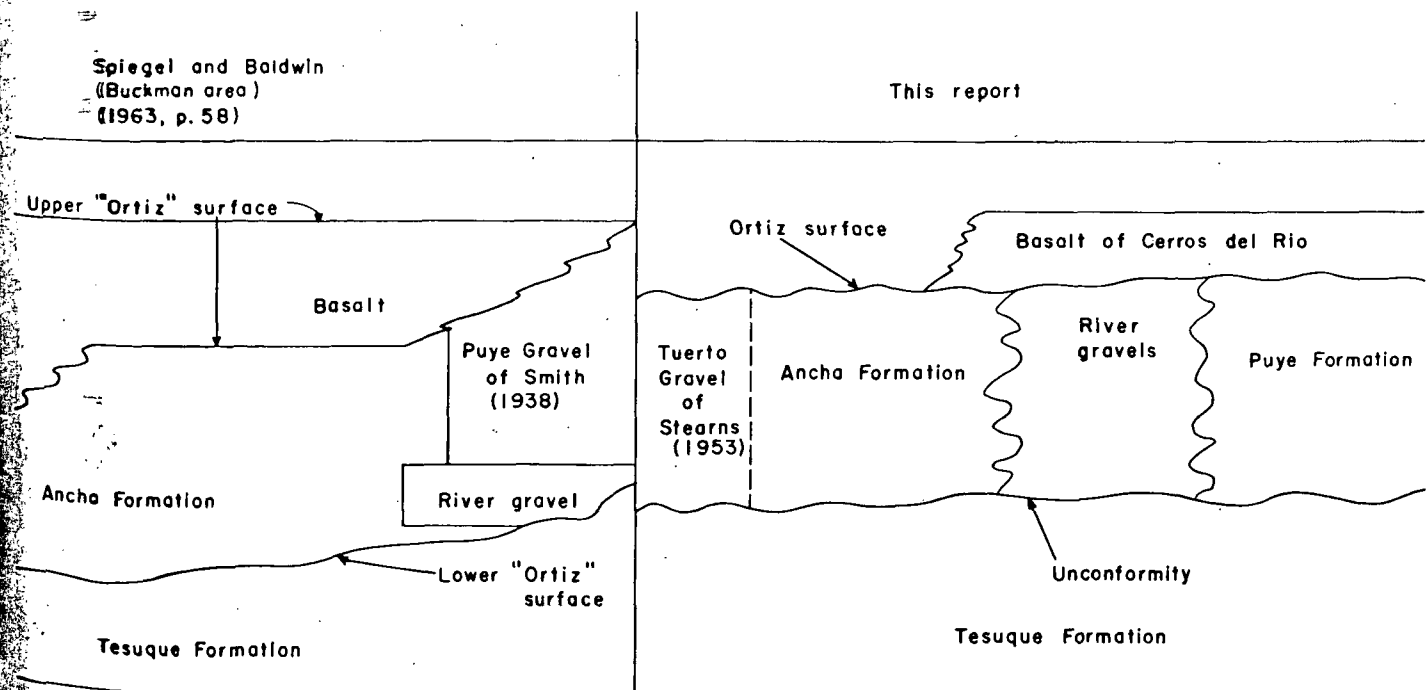 Spiegel and Baldwin
(Buckman area)
(1963, p. 58)
This report
Upper "Ortiz" surface
Basalt
Puye Gravel
of Smith
(1938)
Ancha Formation
River gravel
Lower "Ortiz"
surface
Tesuque Formation
Ortiz surface
Basalt of Cerros del Rio
Tuerto
Gravel
of
Stearns
(1953)
Ancha Formation
River
gravels
Puye Formation
Unconformity
Tesuque Formation